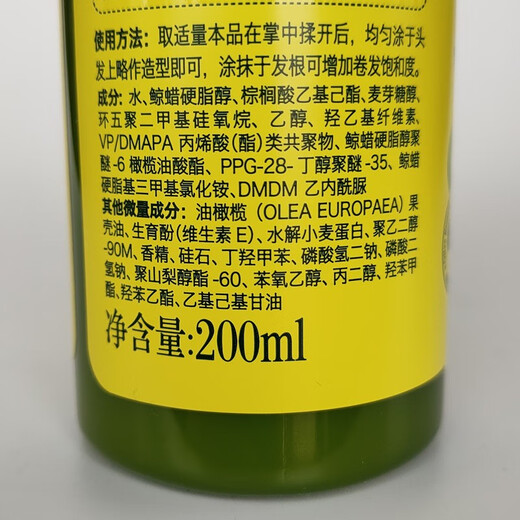 使用方法：取适量本品在掌中揉开后，均匀涂于头
发上略作造型即可，涂抹于发根可增加卷发饱和度。
成分：水、鲸蜡硬脂醇、棕榈酸乙基己酯、麦芽糖醇、
环五聚二甲基硅氧烷、乙醇、羟乙基纤维素、
VP/DMAPA 丙烯酸（酯）类共聚物、鲸蜡硬脂醇聚
醚-6 橄榄油酸酯、PPG-28-丁醇聚醚-35、鲸蜡
硬脂基三甲基氯化铵、DMDM 乙内酰脲
其他微量成分：油橄榄（OLEA EUROPAEA）果
壳油、生育酚（维生素 E）、水解小麦蛋白、聚乙二醇
-90M、香精、硅石、丁羟甲苯、磷酸氢二钠、磷酸二
氢钠、聚山梨醇酯-60、苯氧乙醇、丙二醇、羟苯甲
酯、羟苯乙酯、乙基己基甘油
净含量:200ml